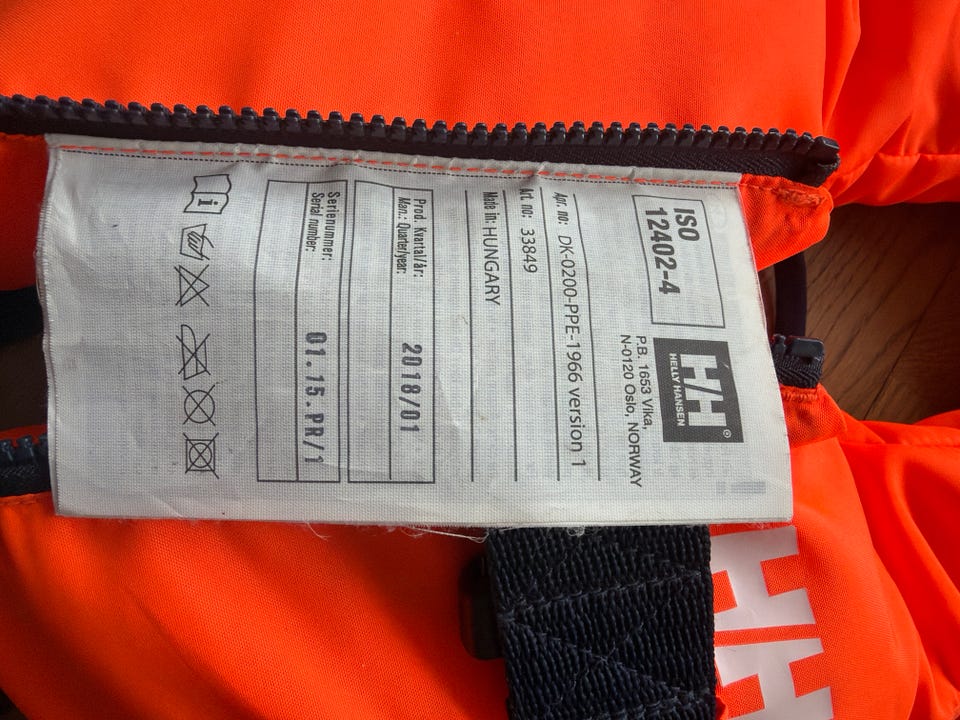 ISO
12402-4
H/H®
HELLY HANSEN
P.B. 1653 Vika,
N-0120 Oslo, NORWAY
Apr. no: DK-0200-PPE-1966 version 1
Art. no: 33849
Made in: HUNGARY
Prod. Kvartal/år:
Man.: Quarter/year:
2018/01
Serienummer:
Serial number:
01.15.PR/1
HH